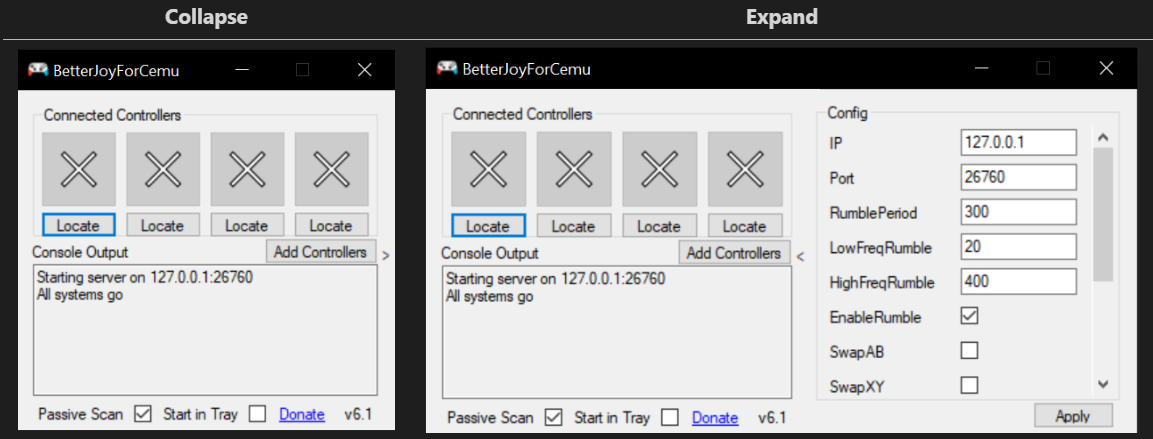 Collapse
Expand
BetterJoyForCemu
Connected Controllers
Locate Locate Locate Locate
Console Output Add Controllers >
Starting server on 127.0.0.1:26760
All systems go
Passive Scan Start in Tray Donate v6.1
BetterJoyForCemu
Connected Controllers
Locate Locate Locate Locate
Console Output Add Controllers <
Starting server on 127.0.0.1:26760
All systems go
Passive Scan Start in Tray Donate v6.1
Config
IP 127.0.0.1
Port 26760
RumblePeriod 300
LowFreqRumble 20
HighFreqRumble 400
EnableRumble
SwapAB
SwapXY
Apply